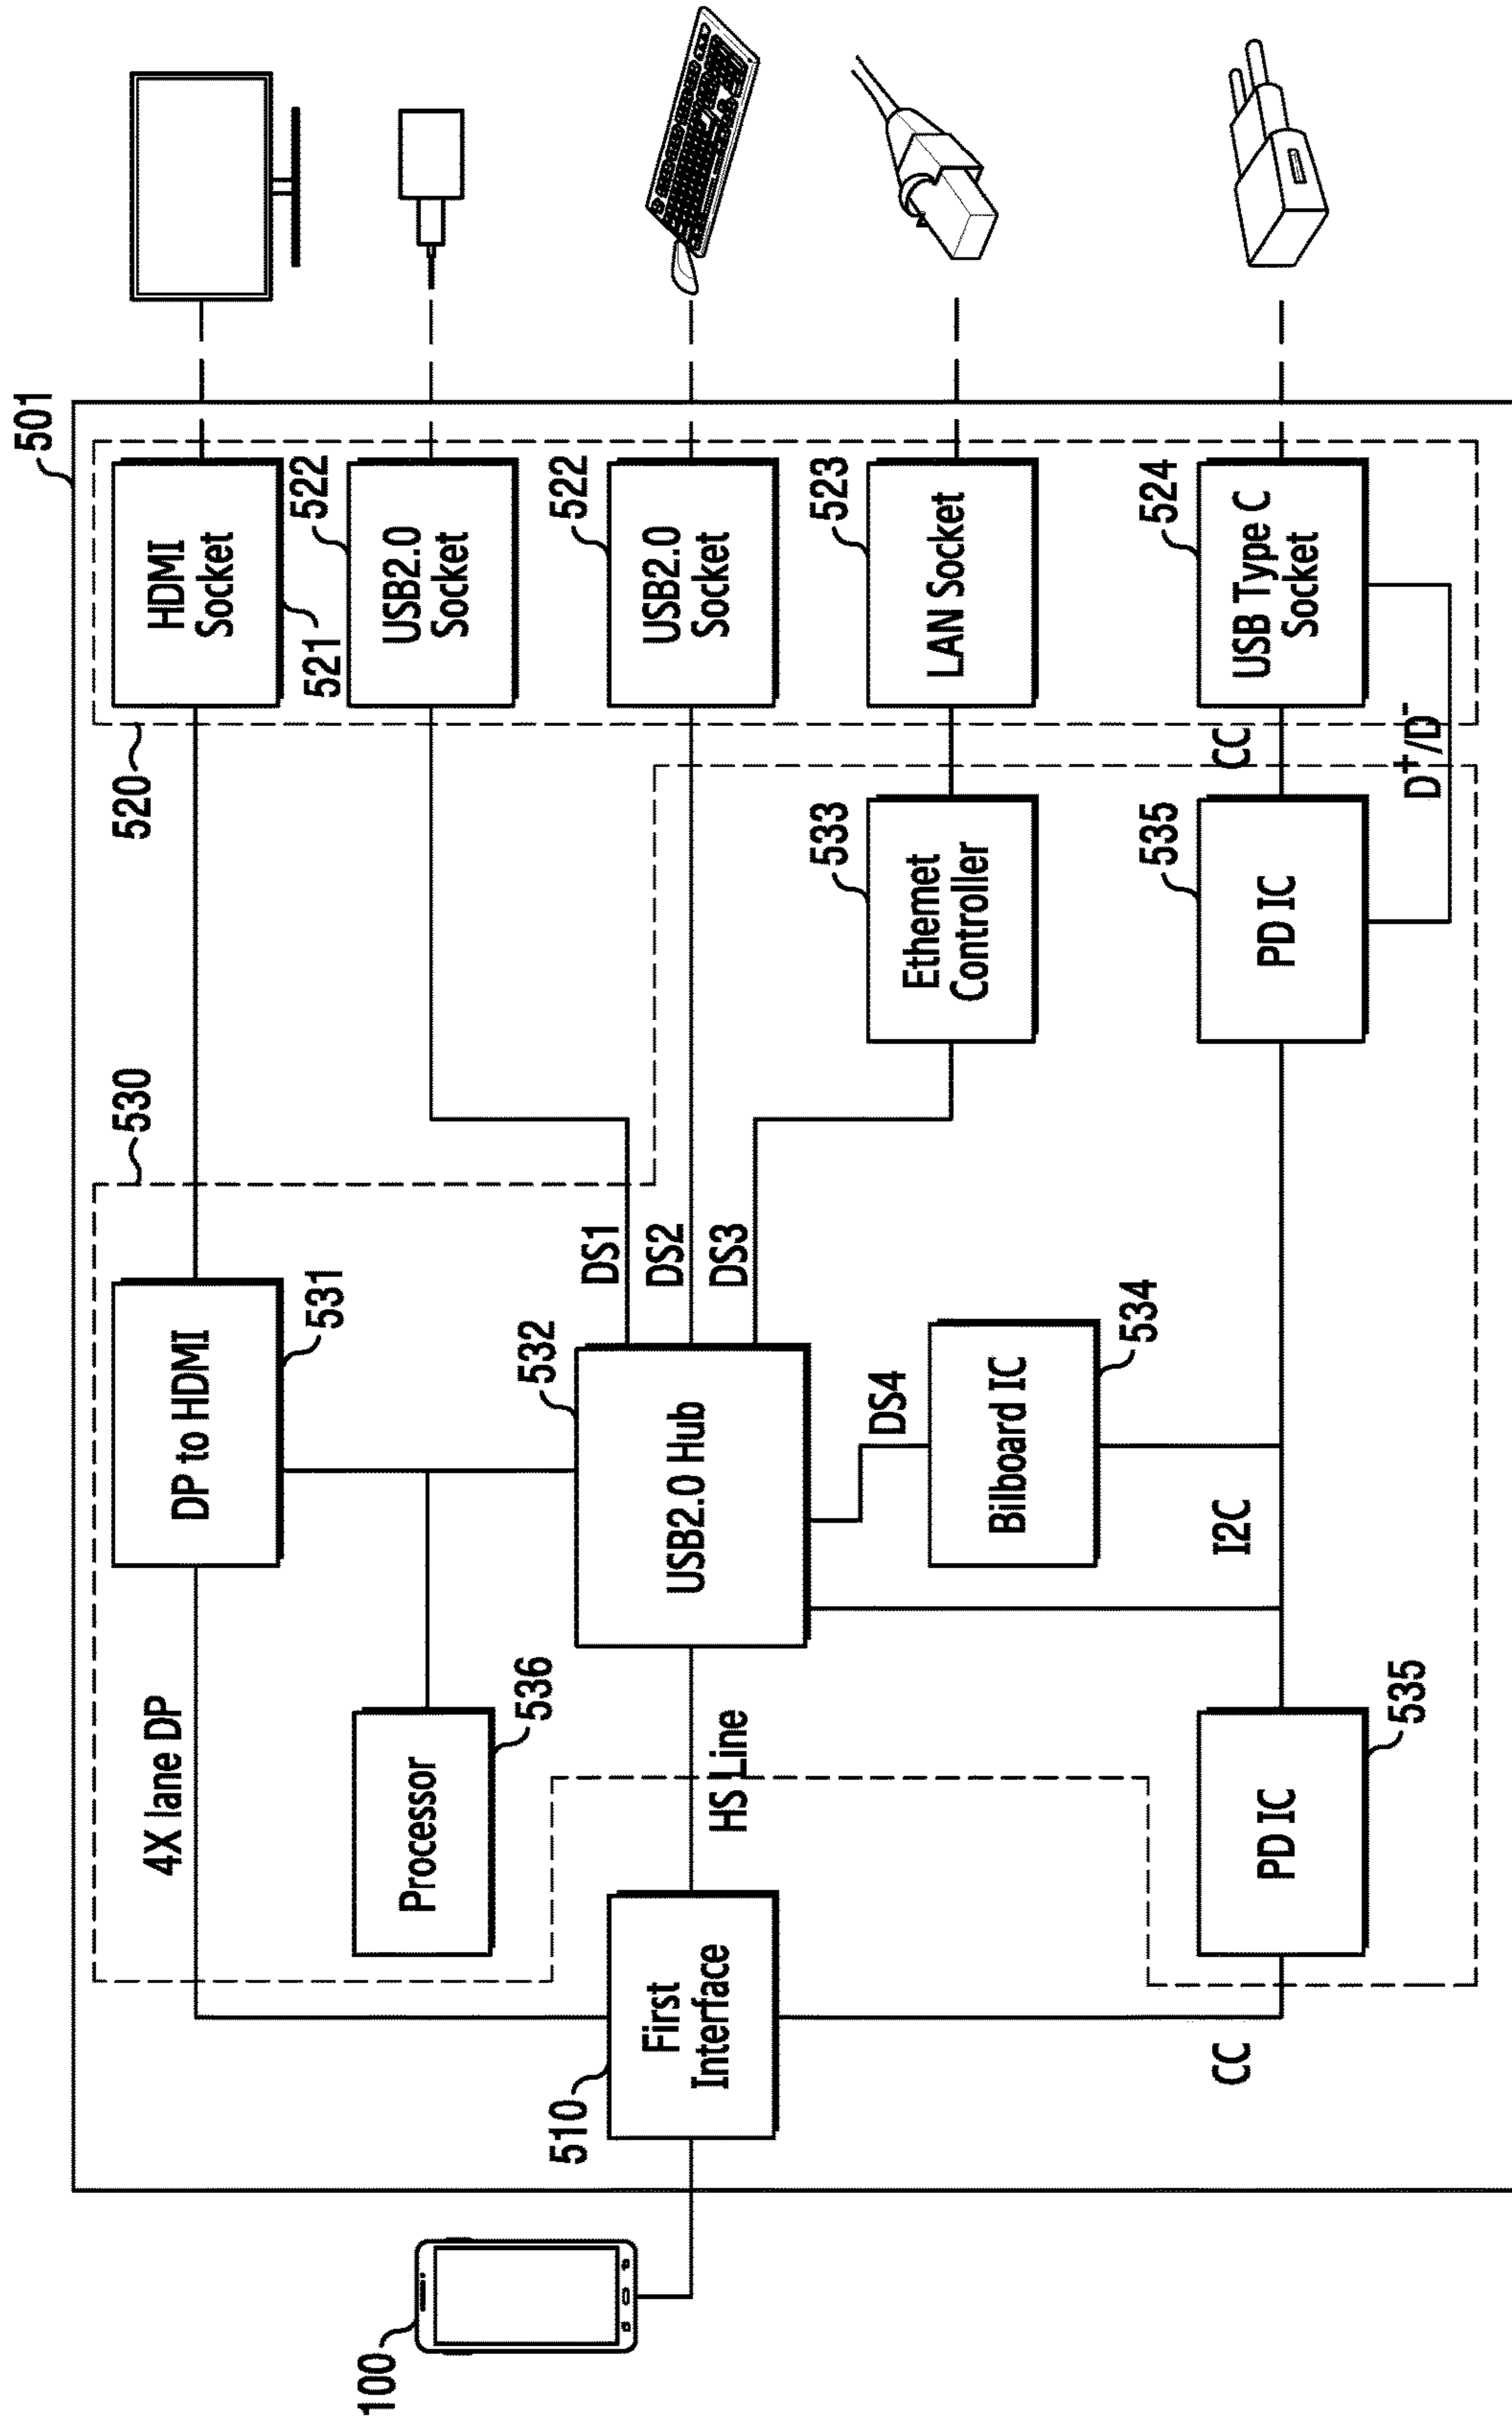 501
520
HDMI
Socket
521
USB2.0
Socket
522
USB2.0
Socket
522
LAN Socket
523
USB Type C
Socket
524
530
DP to HDMI
531
4X lane DP
Processor
536
USB2.0 Hub
532
DS1
DS2
DS3
DS4
HS Line
Ethemet
Controller
533
Bilboard IC
534
I2C
PD IC
535
CC
D+/D-
PD IC
535
CC
First
Interface
510
100